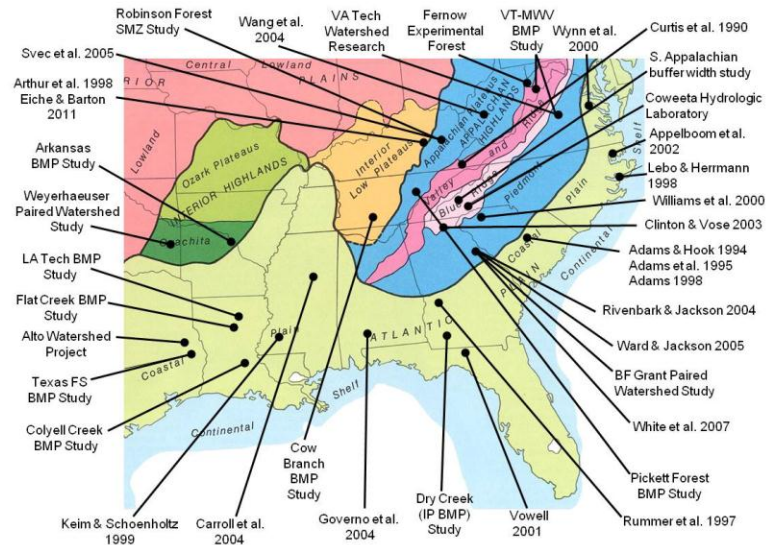 Robinson Forest
SMZ Study
Wang et al.
2004
VA Tech
Watershed
Research
Fernow
Experimental
Forest
VT-MWV
BMP
Study
Wynn et al.
2000
Curtis et al. 1990
S. Appalachian
bufferwidth study
Coweeta Hydrologic
Laboratory
Appelboom et al.
2002
Lebo & Herrmann
1998
Williams et al. 2000
Clinton & Vose 2003
Adams & Hook 1994
Adams et al. 1995
Adams 1998
Rivenbark & Jackson 2004
Ward & Jackson 2005
BF Grant Paired
Watershed Study
White et al. 2007
Pickett Forest
BMP Study
Rummer et al. 1997
Svec et al. 2005
Arthur et al. 1998
Eiche & Barton
2011
Arkansas
BMP Study
Weyerhaeuser
Paired Watershed
Study
LA Tech BMP
Study
Flat Creek BMP
Study
Alto Watershed
Project
Texas FS
BMP Study
Colyell Creek
BMP Study
Keim & Schoenholtz
1999
Carroll et al.
2004
Cow
Branch
BMP
Study
Governo et al.
2004
Dry Creek
(IP BMP)
Study
Vowell
2001
Central Lowland
RIOR PLAINS
Lowland
Ozark Plateaus
INTERIOR HIGHLANDS
Ouachita
Interior
Low Plateaus
Appalachian Plateaus
APPALACHIAN
HIGHLANDS
Valley and Ridge
Blue Ridge
Piedmont
Coastal Plain
ATLANTIC PLAIN
Continental Shelf
Coastal Plain
Continental Shelf